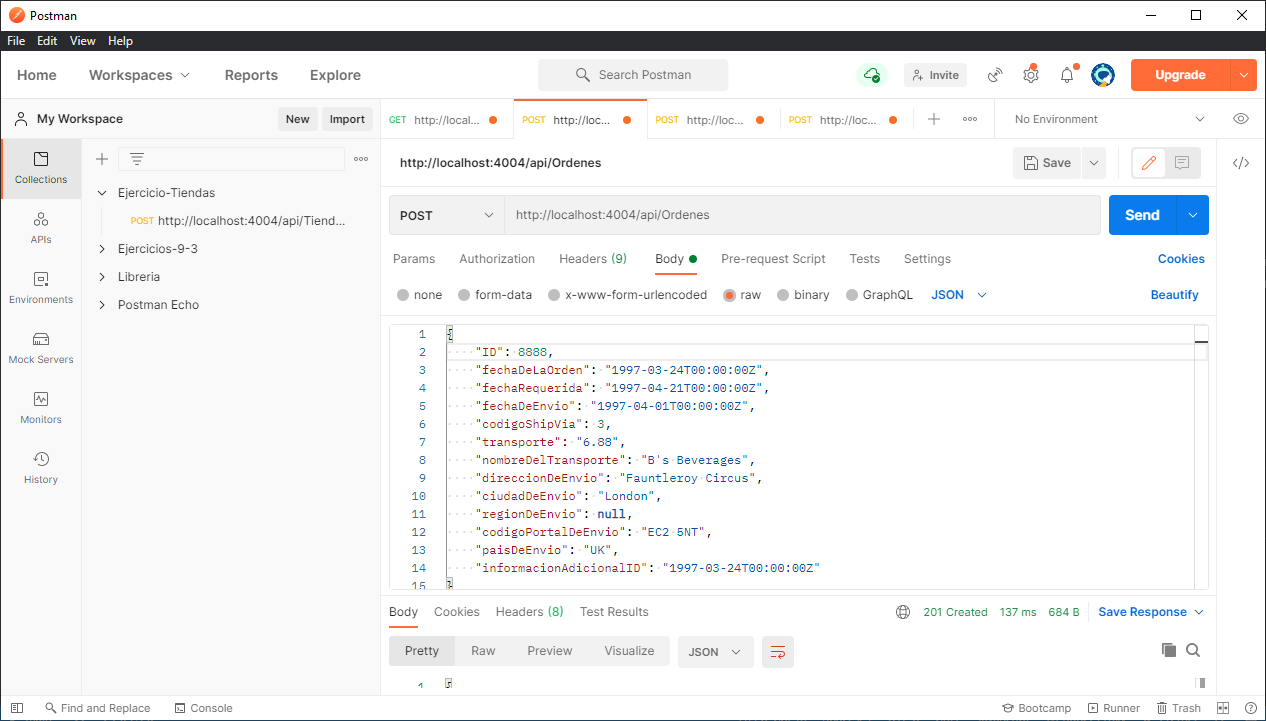 Postman
File Edit View Help
Home Workspaces Reports Explore Search Postman Invite Upgrade
My Workspace New Import
GET http://local... POST http://loc... POST http://loc... POST http://loc... No Environment
Collections
APIs
Environments
Mock Servers
Monitors
History
Ejercicio-Tiendas
POST http://localhost:4004/api/Tiend...
Ejercicios-9-3
Libreria
Postman Echo
http://localhost:4004/api/Ordenes Save
POST http://localhost:4004/api/Ordenes Send
Params Authorization Headers (9) Body Pre-request Script Tests Settings Cookies
none form-data x-www-form-urlencoded raw binary GraphQL JSON Beautify
1 {
2 "ID": 8888,
3 "fechaDeLaOrden": "1997-03-24T00:00:00Z",
4 "fechaRequerida": "1997-04-21T00:00:00Z",
5 "fechaDeEnvio": "1997-04-01T00:00:00Z",
6 "codigoShipVia": 3,
7 "transporte": "6.88",
8 "nombreDelTransporte": "B's Beverages",
9 "direccionDeEnvio": "Fauntleroy Circus",
10 "ciudadDeEnvio": "London",
11 "regionDeEnvio": null,
12 "codigoPortalDeEnvio": "EC2 5NT",
13 "paisDeEnvio": "UK",
14 "informacionAdicionalID": "1997-03-24T00:00:00Z"
15 }
Body Cookies Headers (8) Test Results 201 Created 137 ms 684 B Save Response
Pretty Raw Preview Visualize JSON
1 {
Find and Replace Console Bootcamp Runner Trash